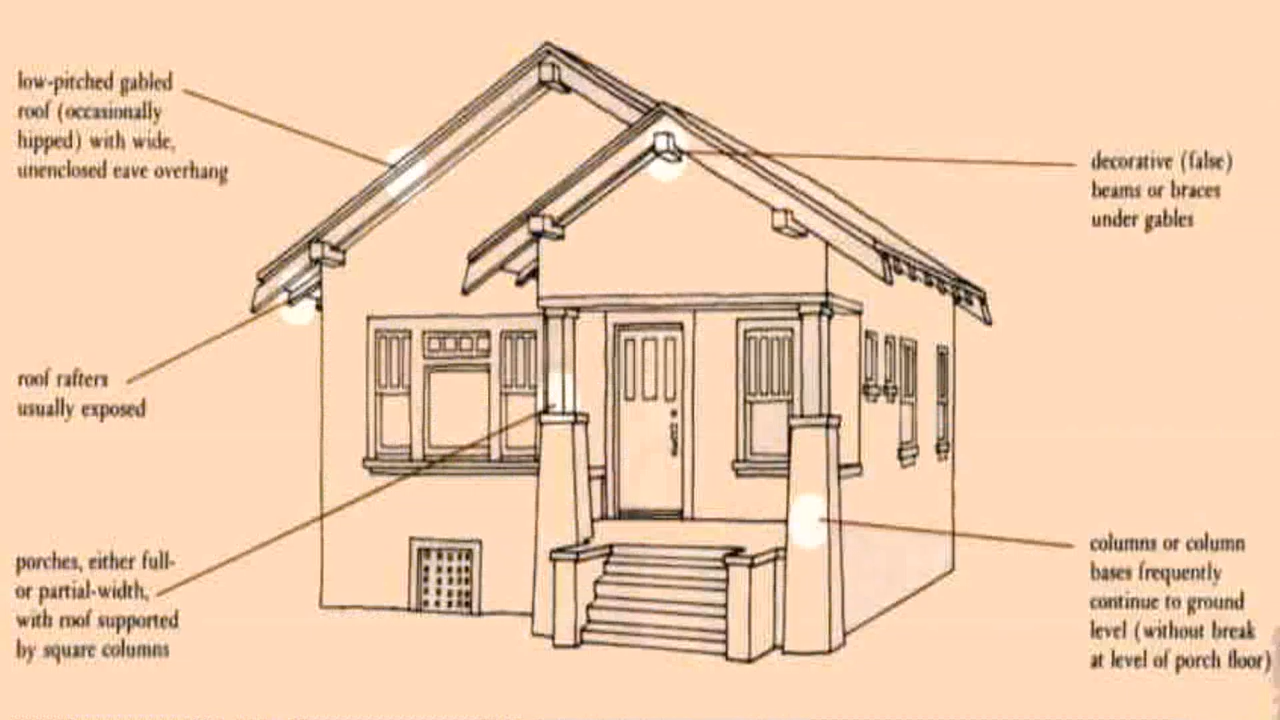 low-pitched gabled
roof (occasionally
hipped) with wide,
unenclosed eave overhang
decorative (false)
beams or braces
under gables
roof rafters
usually exposed
porches, either full-
or partial-width,
with roof supported
by square columns
columns or column
bases frequently
continue to ground
level (without break
at level of porch floor)